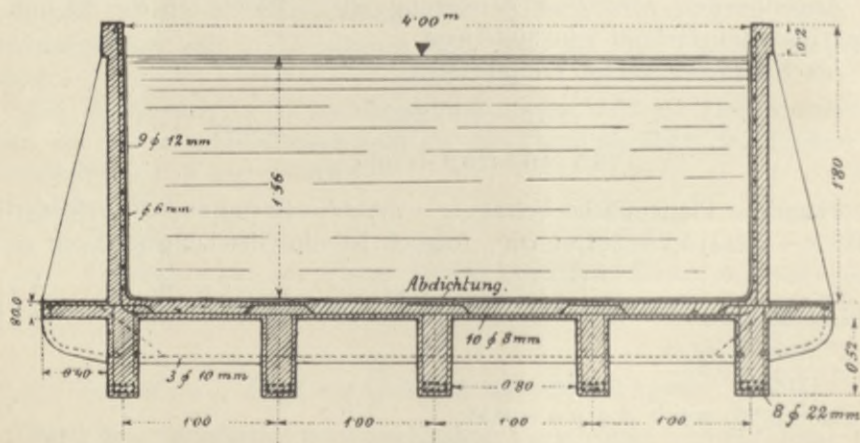 4·00 m
0·2
9 ϕ 12 mm
1·56
1·80
ϕ 6 mm
Abdichtung.
0·08
10 ϕ 8 mm
0·40
3 ϕ 10 mm
0·80
0·52
8 ϕ 22 mm
1·00
1·00
1·00
1·00